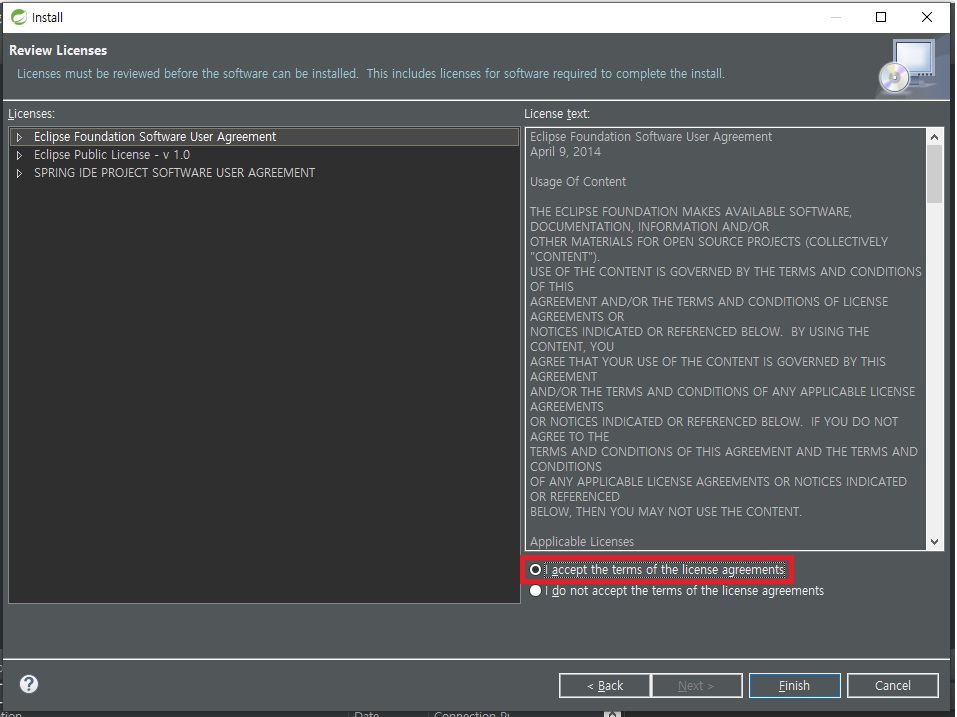 Install
Review Licenses
Licenses must be reviewed before the software can be installed.  This includes licenses for software required to complete the install.
Licenses:
Eclipse Foundation Software User Agreement
Eclipse Public License - v 1.0
SPRING IDE PROJECT SOFTWARE USER AGREEMENT
License text:
Eclipse Foundation Software User Agreement
April 9, 2014
Usage Of Content
THE ECLIPSE FOUNDATION MAKES AVAILABLE SOFTWARE,
DOCUMENTATION, INFORMATION AND/OR
OTHER MATERIALS FOR OPEN SOURCE PROJECTS (COLLECTIVELY
"CONTENT").
USE OF THE CONTENT IS GOVERNED BY THE TERMS AND CONDITIONS
OF THIS
AGREEMENT AND/OR THE TERMS AND CONDITIONS OF LICENSE
AGREEMENTS OR
NOTICES INDICATED OR REFERENCED BELOW.  BY USING THE
CONTENT, YOU
AGREE THAT YOUR USE OF THE CONTENT IS GOVERNED BY THIS
AGREEMENT
AND/OR THE TERMS AND CONDITIONS OF ANY APPLICABLE LICENSE
AGREEMENTS
OR NOTICES INDICATED OR REFERENCED BELOW.  IF YOU DO NOT
AGREE TO THE
TERMS AND CONDITIONS OF THIS AGREEMENT AND THE TERMS AND
CONDITIONS
OF ANY APPLICABLE LICENSE AGREEMENTS OR NOTICES INDICATED
OR REFERENCED
BELOW, THEN YOU MAY NOT USE THE CONTENT.
Applicable Licenses
I accept the terms of the license agreements
I do not accept the terms of the license agreements
< Back
Next >
Finish
Cancel
Date